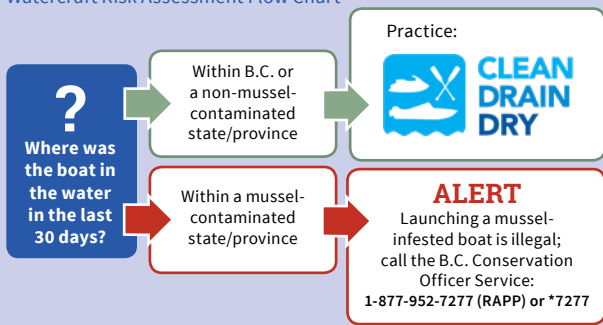 Watercraft Risk Assessment Flow Chart
?
Where was
the boat in
the water
in the last
30 days?
Within B.C. or
a non-mussel-
contaminated
state/province
Practice:
CLEAN
DRAIN
DRY
Within a mussel-
contaminated
state/province
ALERT
Launching a mussel-
infested boat is illegal;
call the B.C. Conservation
Officer Service:
1-877-952-7277 (RAPP) or *7277